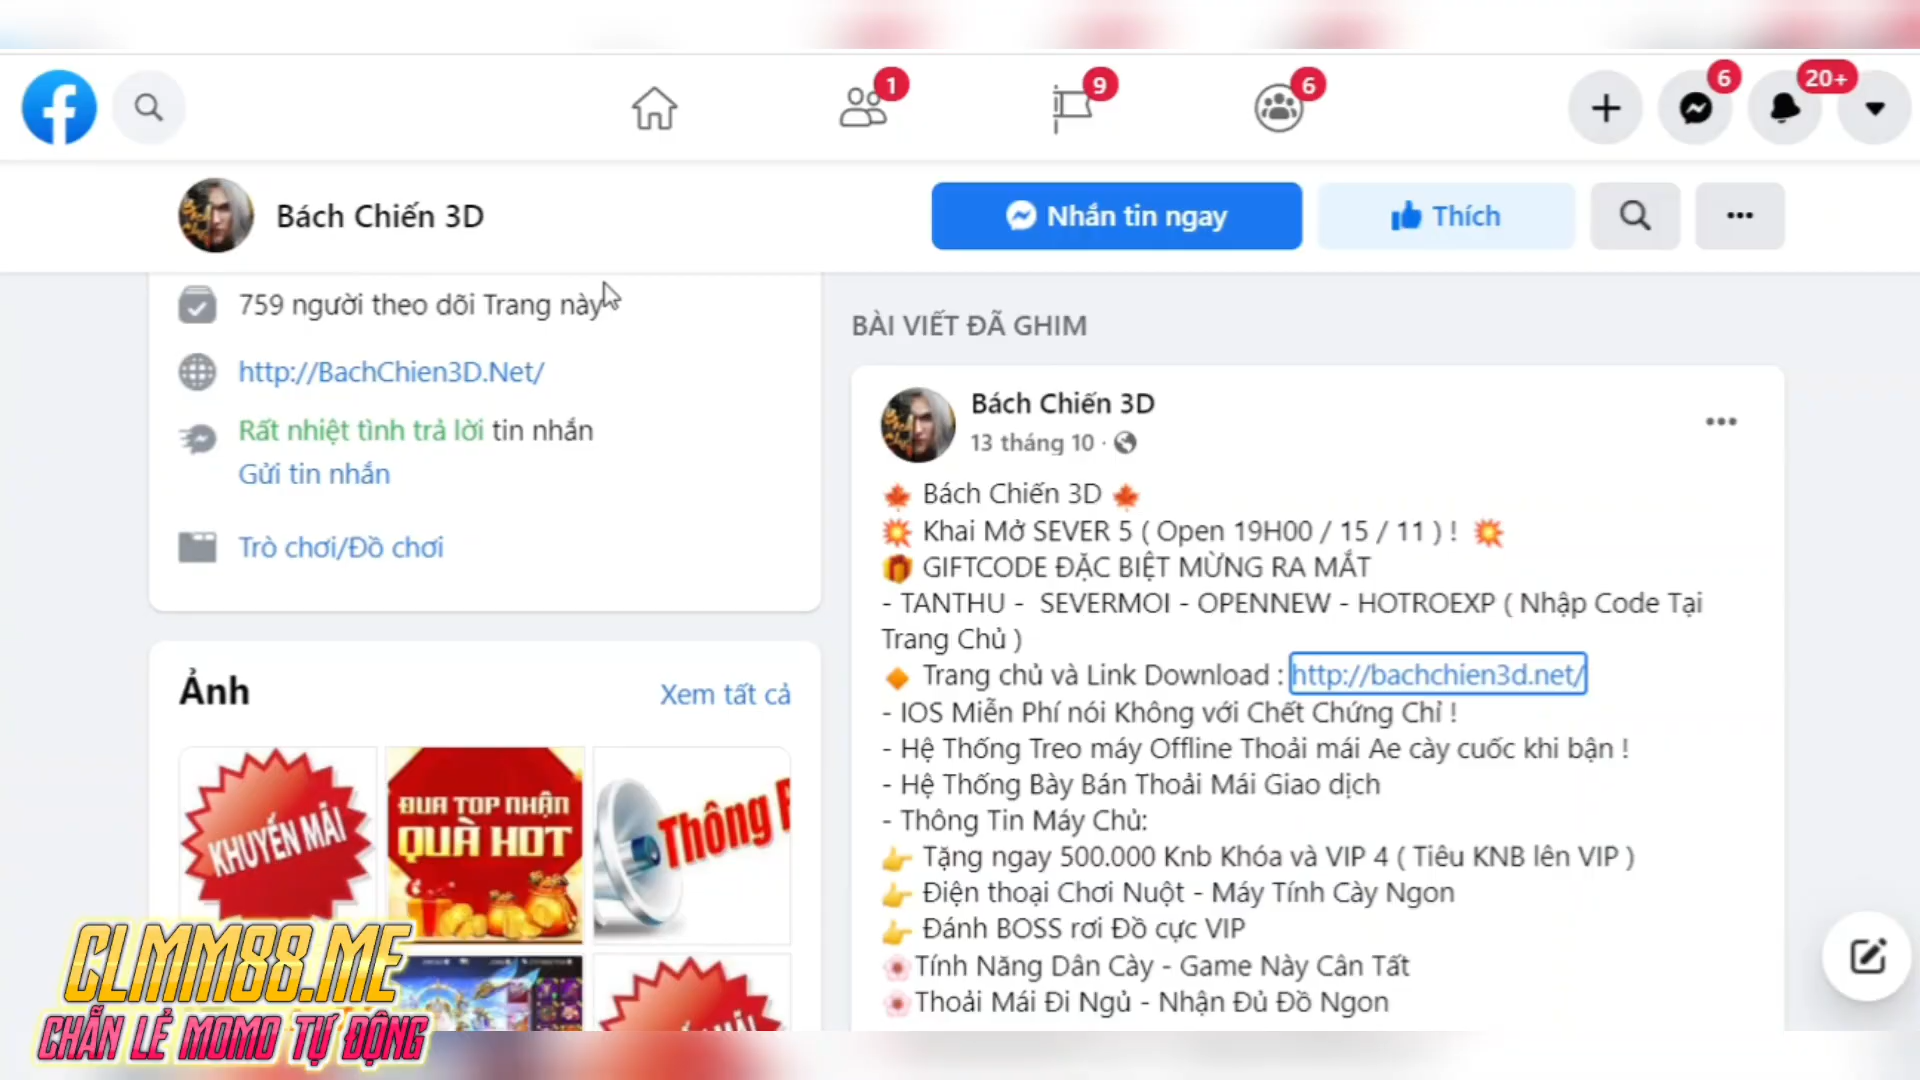 1
9
6
6
20+
Bách Chiến 3D
Nhắn tin ngay
Thích
759 người theo dõi Trang này
http://BachChien3D.Net/
Rất nhiệt tình trả lời tin nhắn
Gửi tin nhắn
Trò chơi/Đồ chơi
Ảnh
Xem tất cả
KHUYẾN MÃI
ĐUA TOP NHẬN
QUÀ HOT
Thông
CLMM88.ME
CHẴN LẺ MOMO TỰ ĐỘNG
BÀI VIẾT ĐÃ GHIM
Bách Chiến 3D
13 tháng 10 ·
🍁 Bách Chiến 3D 🍁
💥 Khai Mở SEVER 5 ( Open 19H00 / 15 / 11 ) ! 💥
🎁 GIFTCODE ĐẶC BIỆT MỪNG RA MẮT
- TANTHU - SEVERMOI - OPENNEW - HOTROEXP ( Nhập Code Tại
Trang Chủ )
🔸 Trang chủ và Link Download : http://bachchien3d.net/
- IOS Miễn Phí nói Không với Chết Chứng Chỉ !
- Hệ Thống Treo máy Offline Thoải mái Ae cày cuốc khi bận !
- Hệ Thống Bày Bán Thoải Mái Giao dịch
- Thông Tin Máy Chủ:
👉 Tặng ngay 500.000 Knb Khóa và VIP 4 ( Tiêu KNB lên VIP )
👉 Điện thoại Chơi Nuột - Máy Tính Cày Ngon
👉 Đánh BOSS rơi Đồ cực VIP
🌸Tính Năng Dân Cày - Game Này Cân Tất
🌸Thoải Mái Đi Ngủ - Nhận Đủ Đồ Ngon